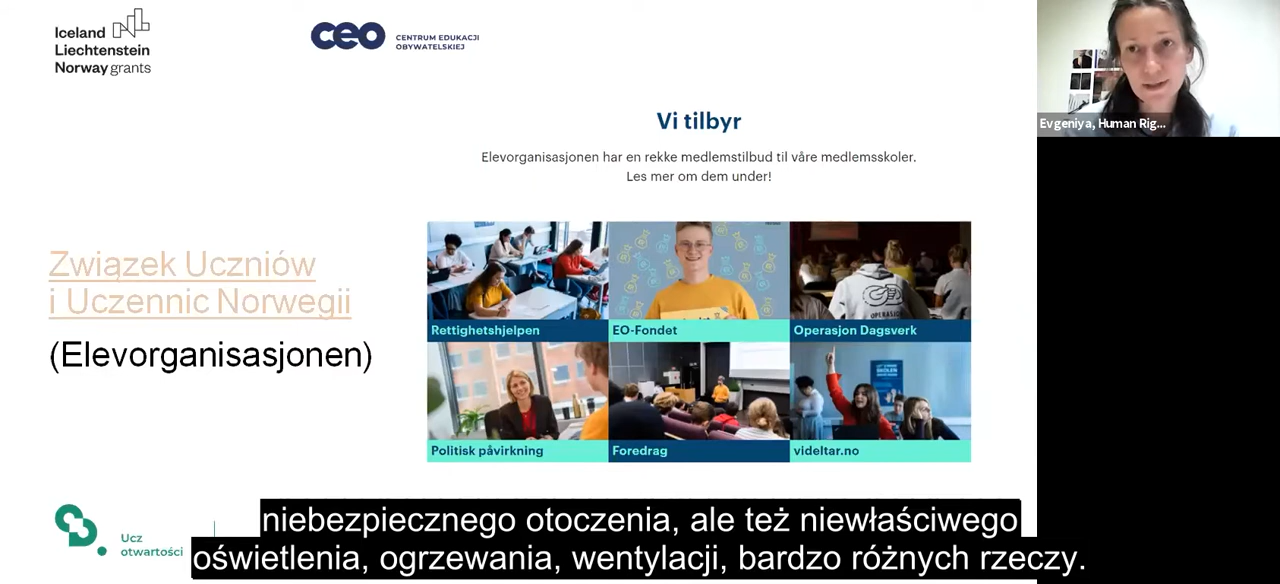 Iceland
Liechtenstein
Norway grants
ceo
CENTRUM EDUKACJI
OBYWATELSKIEJ
Evgeniya, Human Rig...
Vi tilbyr
Elevorganisasjonen har en rekke medlemstilbud til våre medlemsskoler.
Les mer om dem under!
Związek Uczniów
i Uczennic Norwegii
(Elevorganisasjonen)
OPERASJON
Rettighetshjelpen
EO-Fondet
Operasjon Dagsverk
Politisk påvirkning
Foredrag
videltar.no
Ucz
otwartości
niebezpiecznego otoczenia, ale też niewłaściwego
oświetlenia, ogrzewania, wentylacji, bardzo różnych rzeczy.